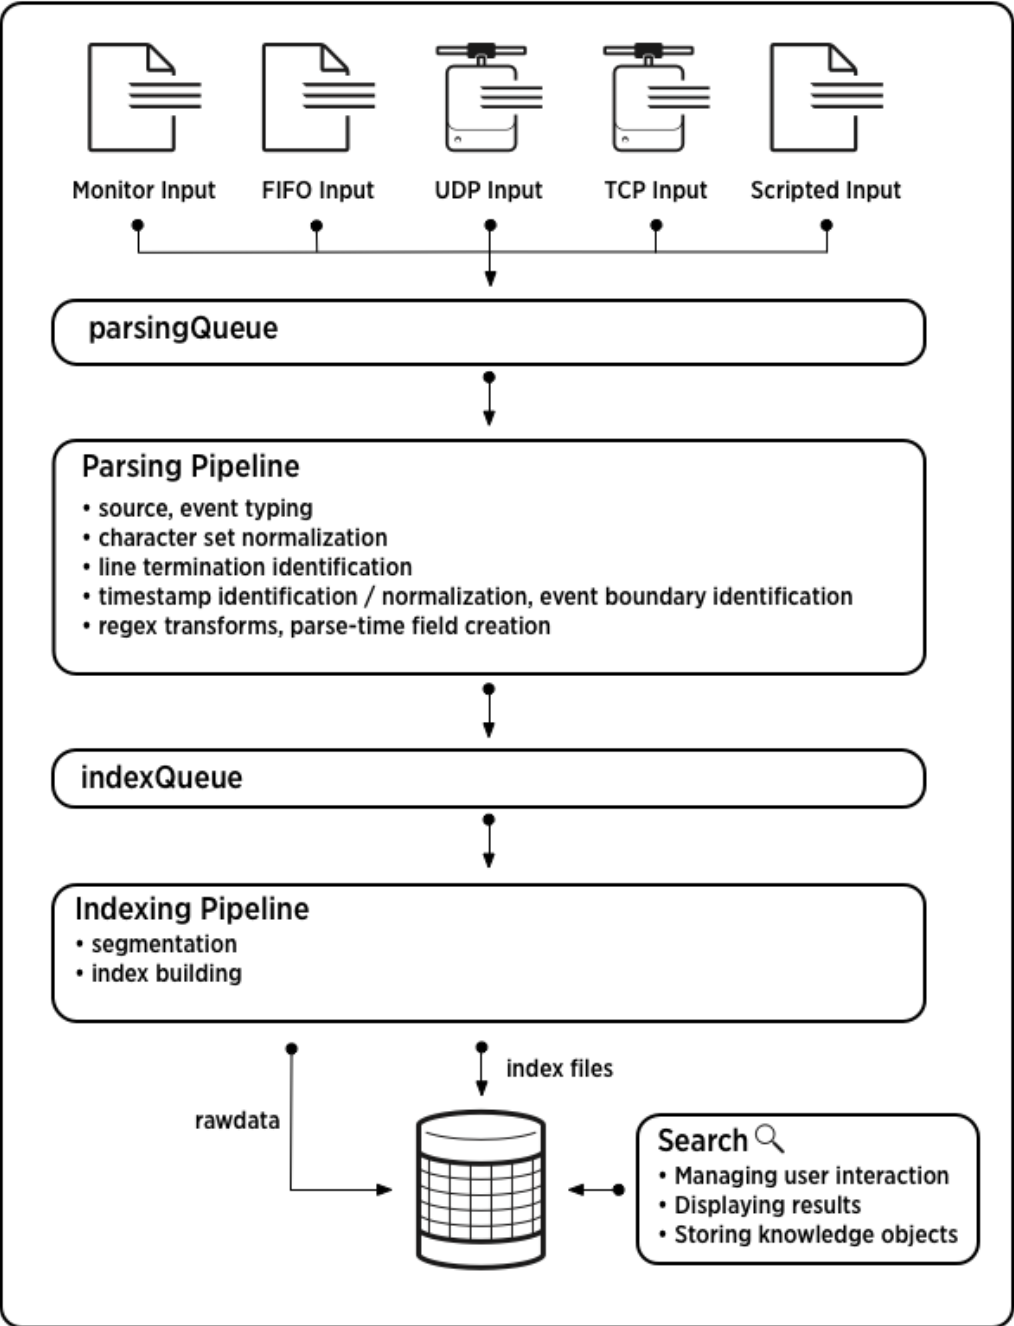 Monitor Input
FIFO Input
UDP Input
TCP Input
Scripted Input
parsingQueue
Parsing Pipeline
• source, event typing
• character set normalization
• line termination identification
• timestamp identification / normalization, event boundary identification
• regex transforms, parse-time field creation
indexQueue
Indexing Pipeline
• segmentation
• index building
index files
rawdata
Search
• Managing user interaction
• Displaying results
• Storing knowledge objects